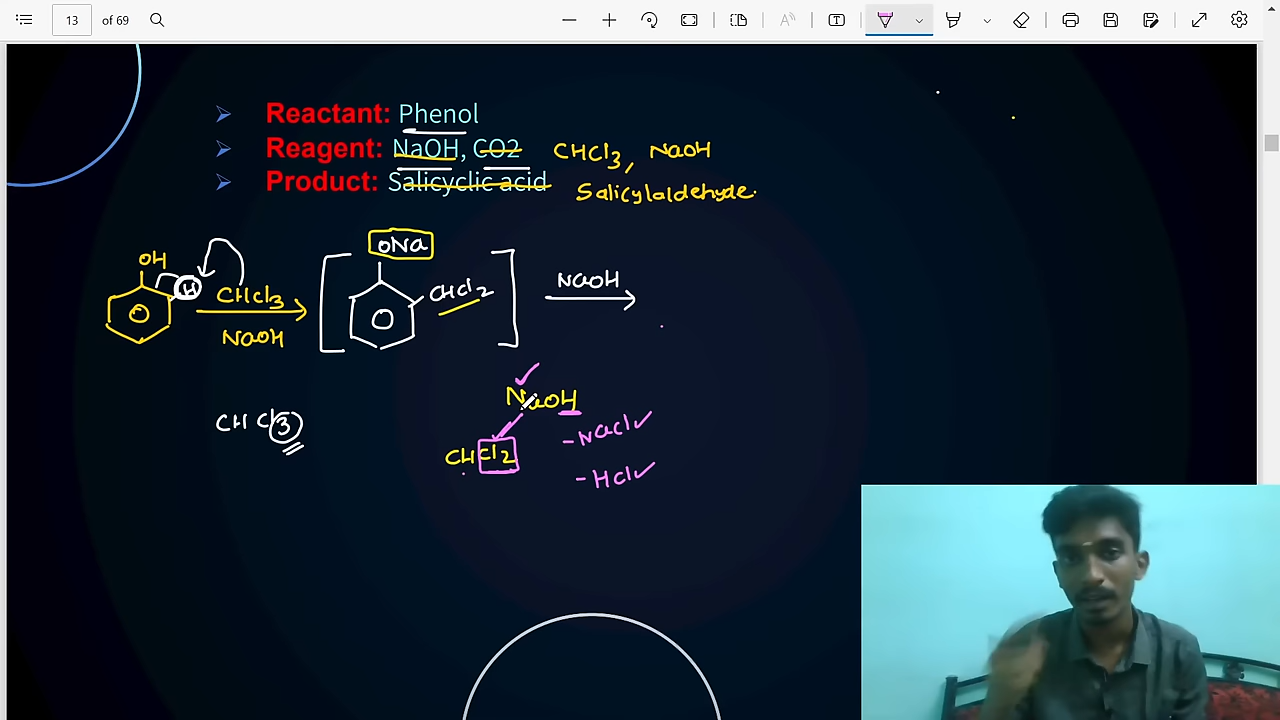 13 of 69
Reactant: Phenol
Reagent: NaOH, CO2 CHCl3, NaOH
Product: Salicyclic acid Salicylaldehyde.
OH
H
CHCl3
NaOH
ONa
CHCl2
NaOH
CHCl3
NaOH
CHCl2
-NaCl
-HCl